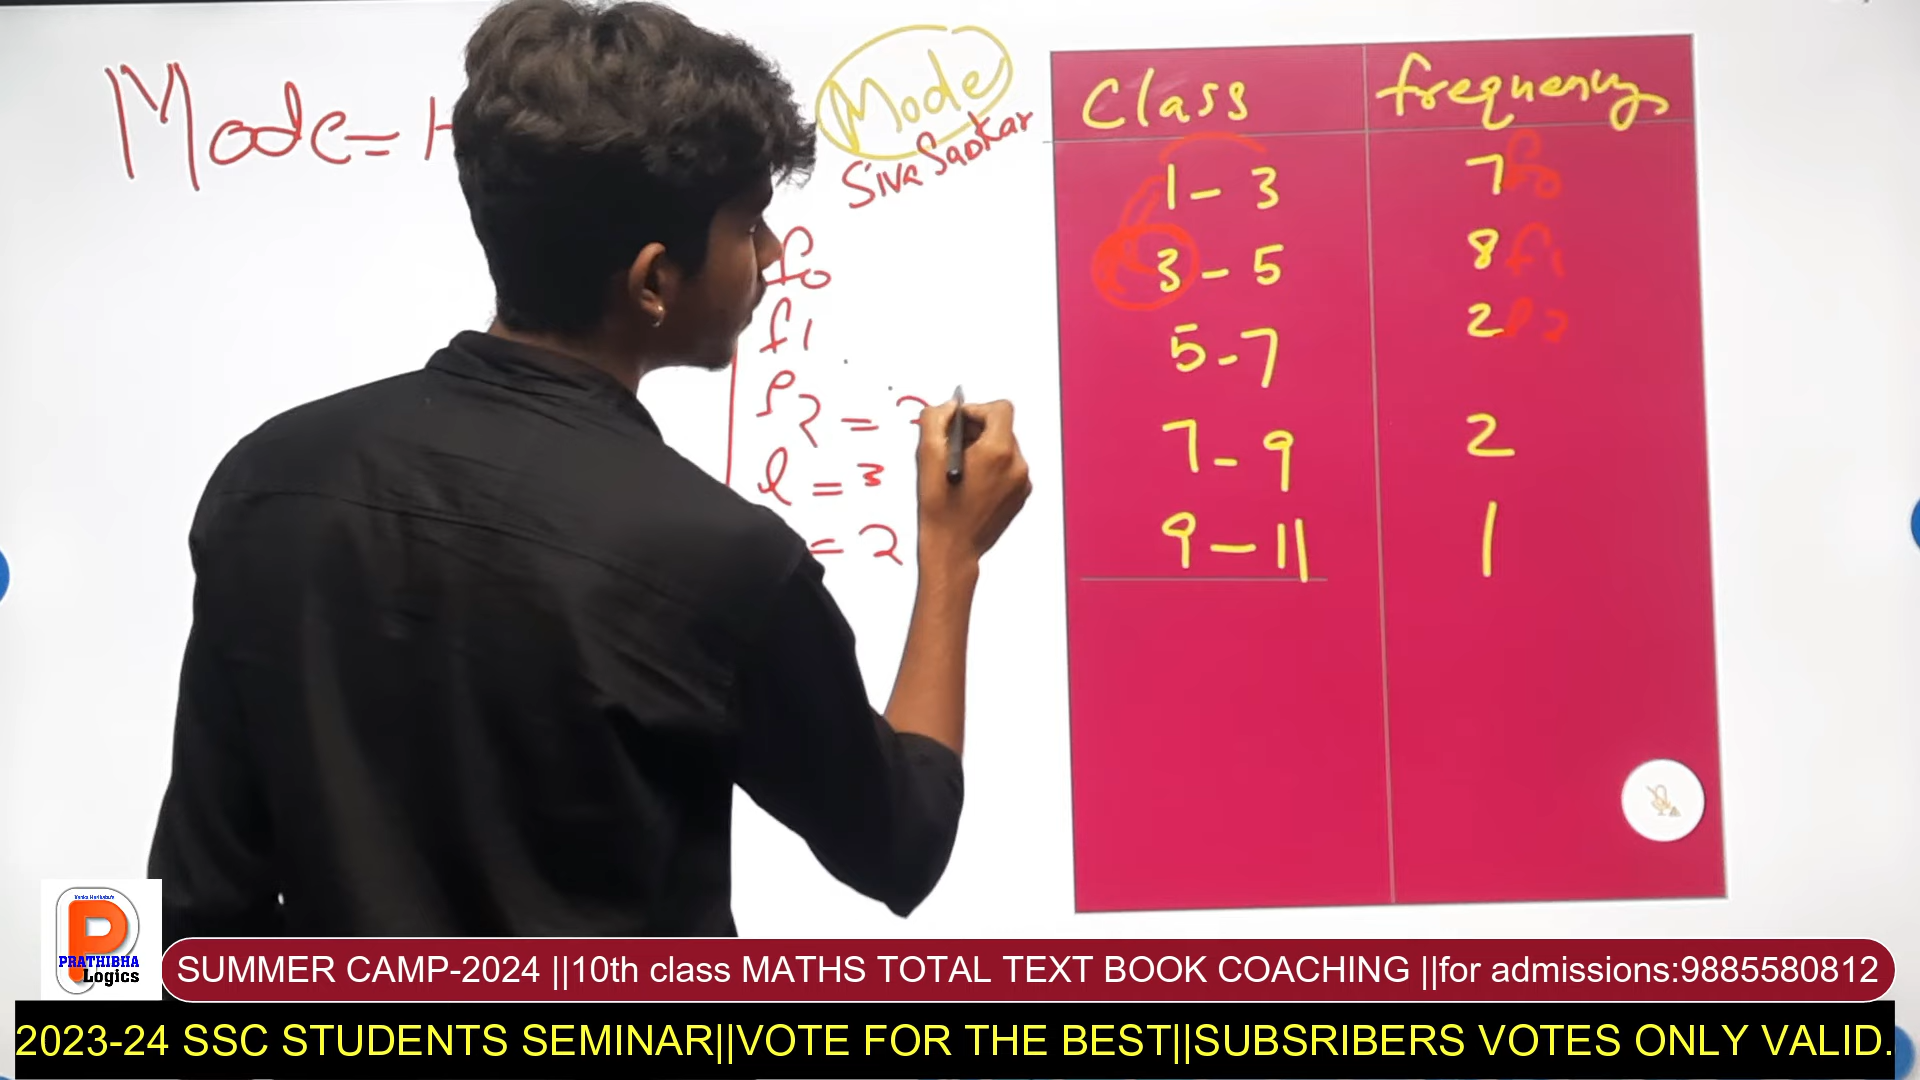 Mode=
Mode
Siva Sankar
f0
f1
f2 =
l = 3
= 2
Class frequency
1 - 3 7 f0
3 - 5 8 f1
5 - 7 2 f2
7 - 9 2
9 - 11 1
PRATHIBHA
Logics
SUMMER CAMP-2024 ||10th class MATHS TOTAL TEXT BOOK COACHING ||for admissions:9885580812
2023-24 SSC STUDENTS SEMINAR||VOTE FOR THE BEST||SUBSRIBERS VOTES ONLY VALID.